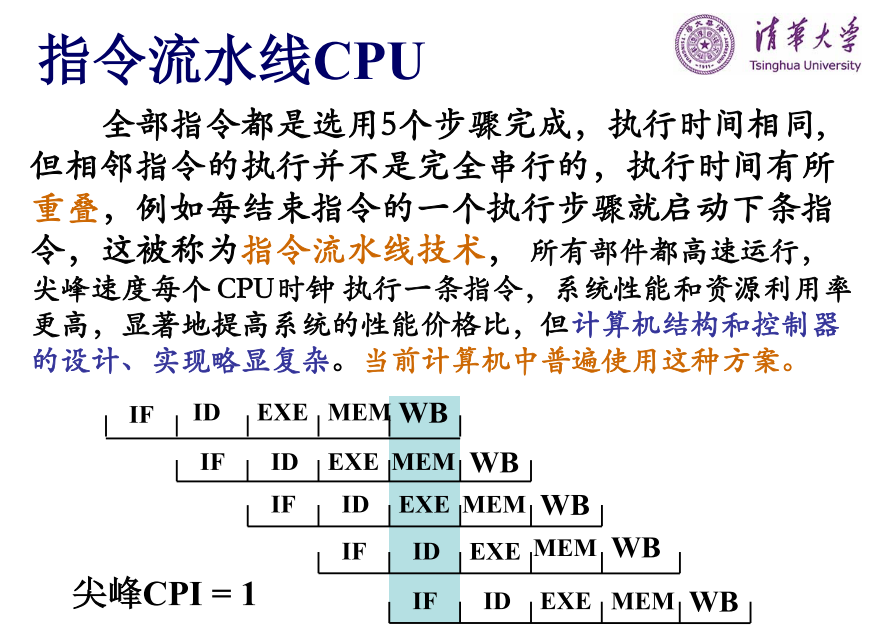 指令流水线CPU
清华大学
Tsinghua University
全部指令都是选用5个步骤完成，执行时间相同,
但相邻指令的执行并不是完全串行的，执行时间有所
重叠，例如每结束指令的一个执行步骤就启动下条指
令，这被称为指令流水线技术， 所有部件都高速运行，
尖峰速度每个 CPU时钟 执行一条指令，系统性能和资源利用率
更高，显著地提高系统的性能价格比，但计算机结构和控制器
的设计、实现略显复杂。当前计算机中普遍使用这种方案。
IF ID EXE MEM WB
IF ID EXE MEM WB
IF ID EXE MEM WB
IF ID EXE MEM WB
尖峰CPI = 1
IF ID EXE MEM WB